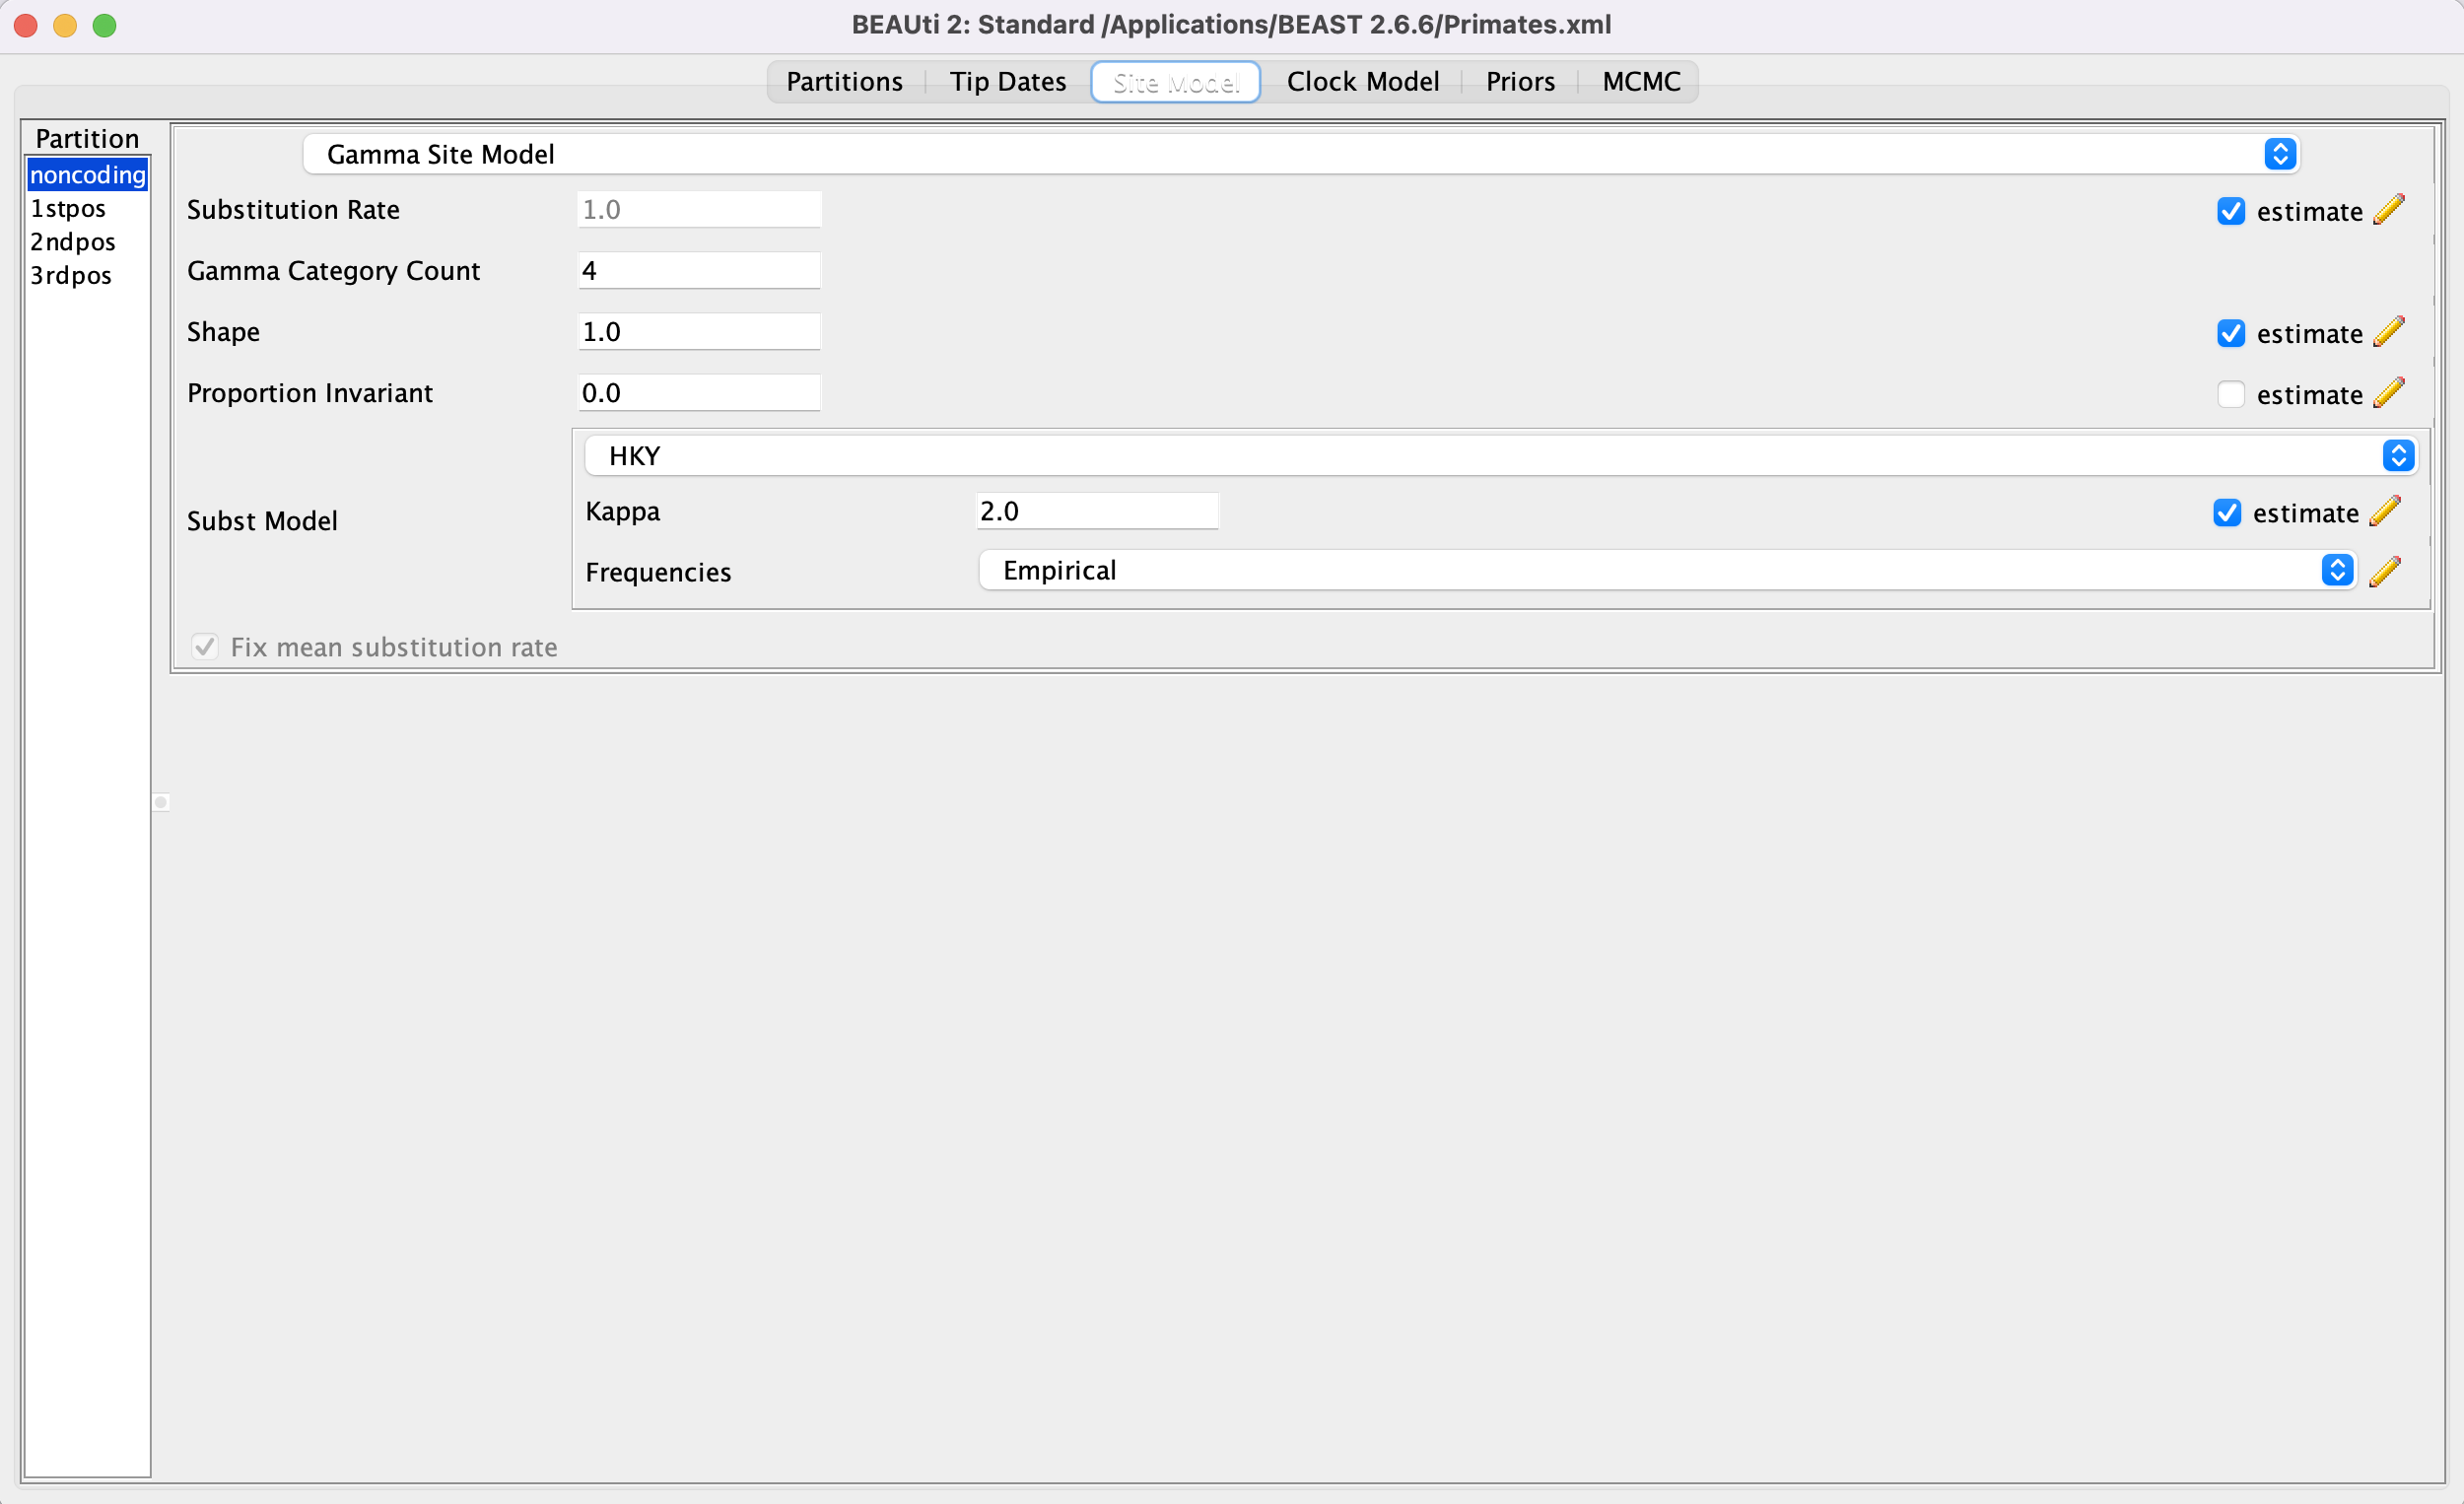 BEAUti 2: Standard /Applications/BEAST 2.6.6/Primates.xml
Partitions Tip Dates Site Model Clock Model Priors MCMC
Partition
noncoding
1stpos
2ndpos
3rdpos
Gamma Site Model
Substitution Rate 1.0 estimate
Gamma Category Count 4
Shape 1.0 estimate
Proportion Invariant 0.0 estimate
Subst Model
HKY
Kappa 2.0 estimate
Frequencies Empirical
Fix mean substitution rate